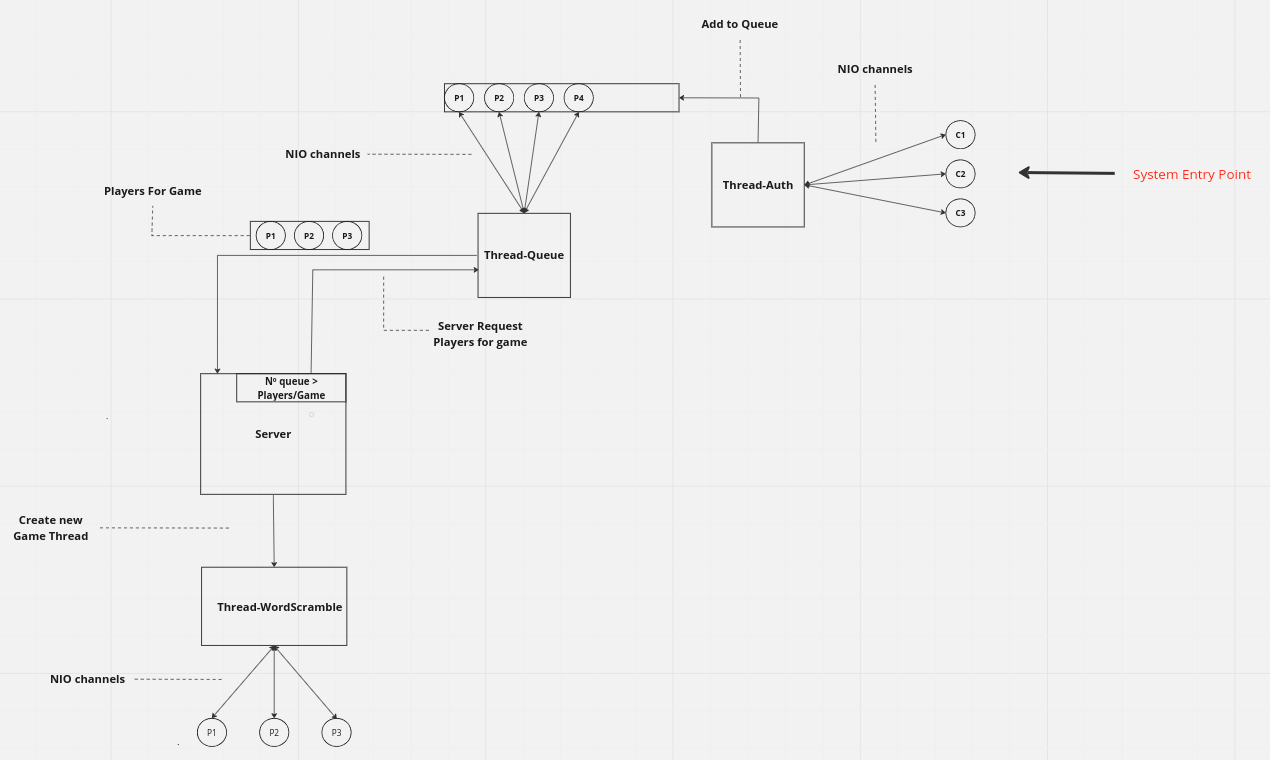 Add to Queue
NIO channels
P1 P2 P3 P4
C1
NIO channels
Thread-Auth
C2
System Entry Point
Players For Game
C3
P1 P2 P3
Thread-Queue
Server Request
Players for game
Nº queue >
Players/Game
Server
Create new
Game Thread
Thread-WordScramble
NIO channels
P1 P2 P3